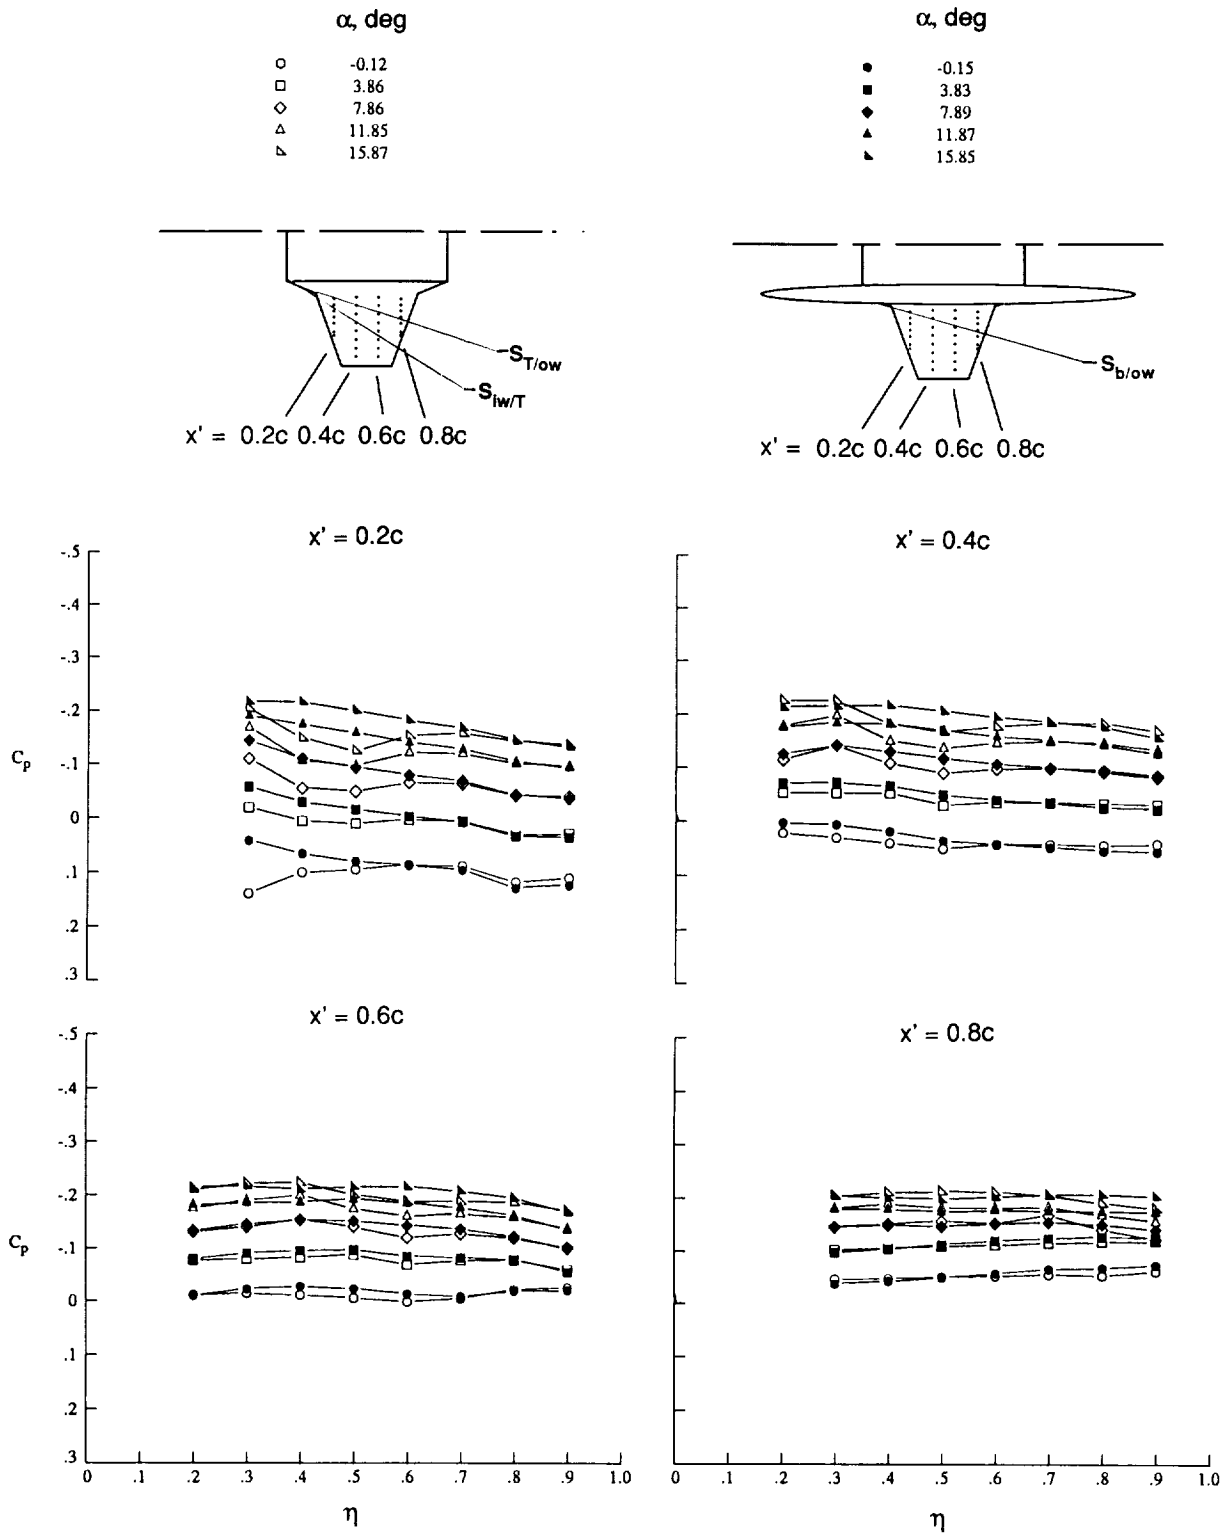 α, deg
-0.12
3.86
7.86
11.85
15.87
S_T/ow
S_iw/T
x' = 0.2c 0.4c 0.6c 0.8c
α, deg
-0.15
3.83
7.89
11.87
15.85
S_b/ow
x' = 0.2c 0.4c 0.6c 0.8c
x' = 0.2c
-.5
-.4
-.3
-.2
-.1
0
.1
.2
.3
C_p
x' = 0.4c
x' = 0.6c
-.5
-.4
-.3
-.2
-.1
0
.1
.2
.3
C_p
0 .1 .2 .3 .4 .5 .6 .7 .8 .9 1.0
η
x' = 0.8c
0 .1 .2 .3 .4 .5 .6 .7 .8 .9 1.0
η